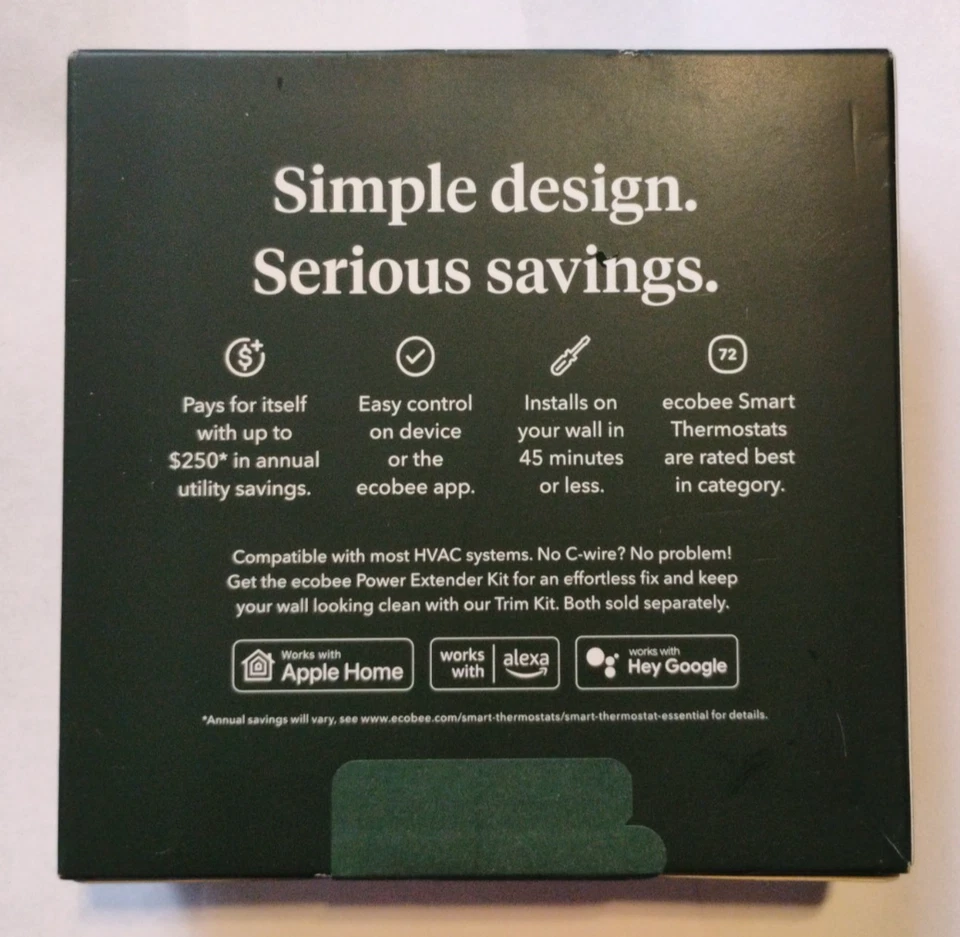 Simple design.
Serious savings.
$
72
Pays for itself
with up to
$250* in annual
utility savings.
Easy control
on device
or the
ecobee app.
Installs on
your wall in
45 minutes
or less.
ecobee Smart
Thermostats
are rated best
in category.
Compatible with most HVAC systems. No C-wire? No problem!
Get the ecobee Power Extender Kit for an effortless fix and keep
your wall looking clean with our Trim Kit. Both sold separately.
Works with
Apple Home
works
with
alexa
works with
Hey Google
*Annual savings will vary, see www.ecobee.com/smart-thermostats/smart-thermostat-essential for details.